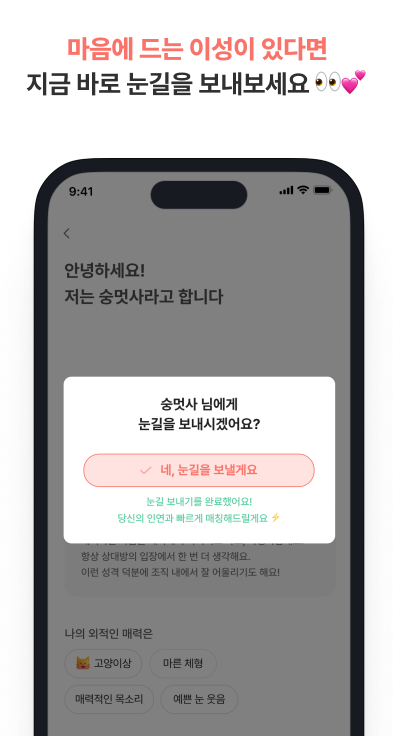 마음에 드는 이성이 있다면
지금 바로 눈길을 보내보세요 👀💕
9:41
안녕하세요!
저는 숭멋사라고 합니다
숭멋사 님에게
눈길을 보내시겠어요?
네, 눈길을 보낼게요
눈길 보내기를 완료했어요!
당신의 인연과 빠르게 매칭해드릴게요 ⚡
항상 상대방의 입장에서 한 번 더 생각해요.
이런 성격 덕분에 조직 내에서 잘 어울리기도 해요!
나의 외적인 매력은
😼 고양이상 마른 체형
매력적인 목소리 예쁜 눈 웃음